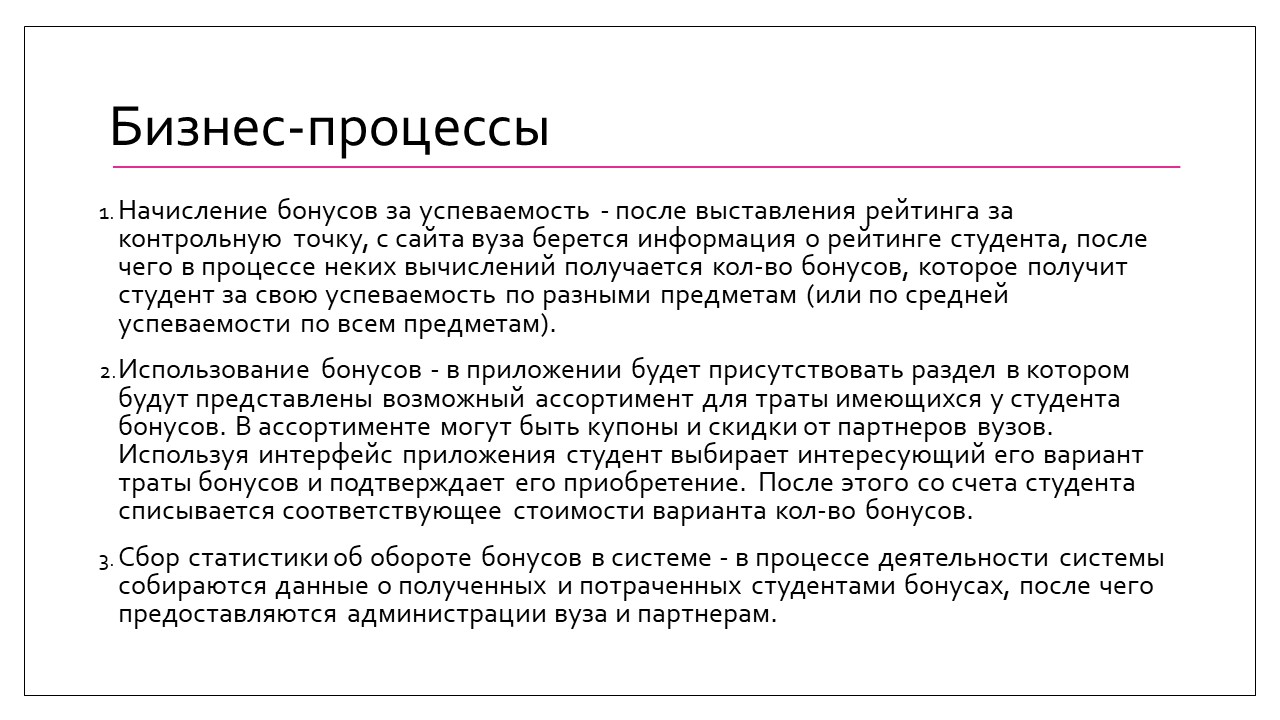 Бизнес-процессы
1. Начисление бонусов за успеваемость - после выставления рейтинга за
контрольную точку, с сайта вуза берется информация о рейтинге студента, после
чего в процессе неких вычислений получается кол-во бонусов, которое получит
студент за свою успеваемость по разными предметам (или по средней
успеваемости по всем предметам).
2. Использование бонусов - в приложении будет присутствовать раздел в котором
будут представлены возможный ассортимент для траты имеющихся у студента
бонусов. В ассортименте могут быть купоны и скидки от партнеров вузов.
Используя интерфейс приложения студент выбирает интересующий его вариант
траты бонусов и подтверждает его приобретение. После этого со счета студента
списывается соответствующее стоимости варианта кол-во бонусов.
3. Сбор статистики об обороте бонусов в системе - в процессе деятельности системы
собираются данные о полученных и потраченных студентами бонусах, после чего
предоставляются администрации вуза и партнерам.